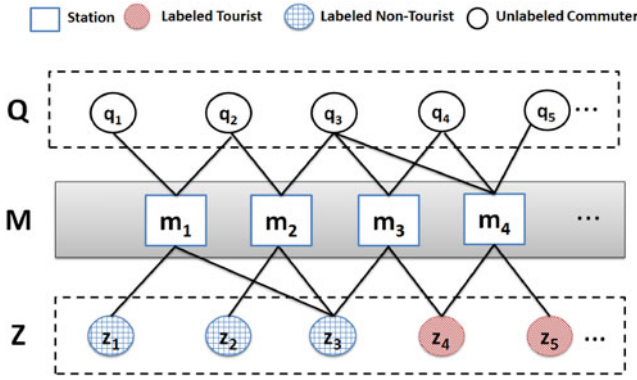 Station Labeled Tourist Labeled Non-Tourist Unlabeled Commuter
Q q1 q2 q3 q4 q5 ...
M m1 m2 m3 m4 ...
Z z1 z2 z3 z4 z5 ...